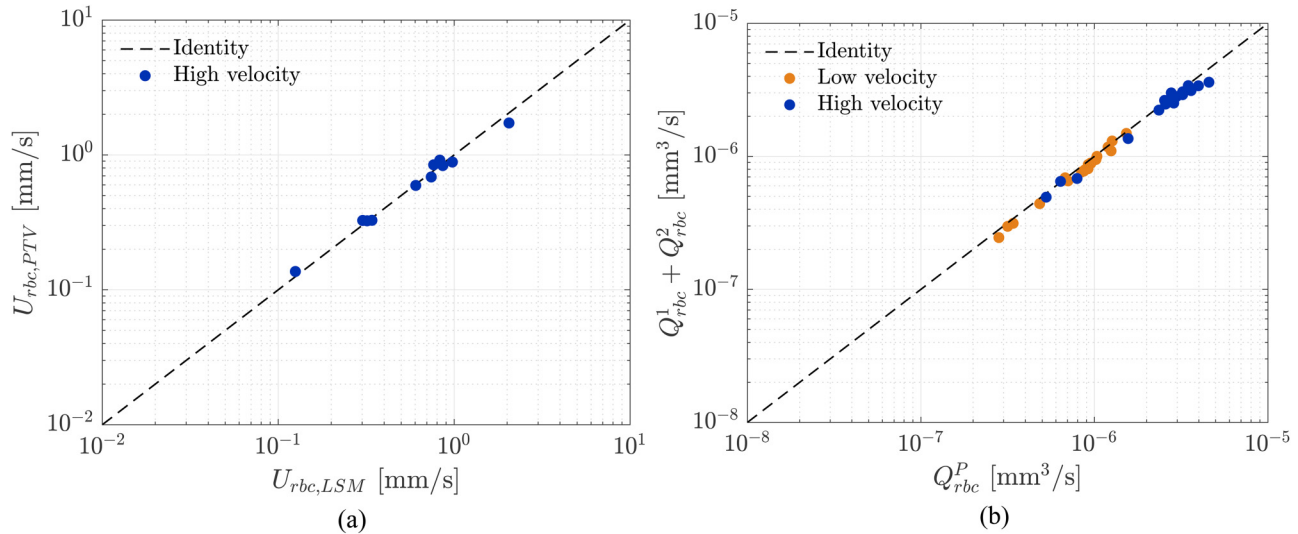 10^1
10^0
10^{-1}
10^{-2}
U_{rbc,PTV} [mm/s]
Identity
High velocity
10^{-2} 10^{-1} 10^0 10^1
U_{rbc,LSM} [mm/s]
(a)
10^{-5}
10^{-6}
10^{-7}
10^{-8}
Q^1_{rbc} + Q^2_{rbc} [mm^3/s]
Identity
Low velocity
High velocity
10^{-8} 10^{-7} 10^{-6} 10^{-5}
Q^P_{rbc} [mm^3/s]
(b)